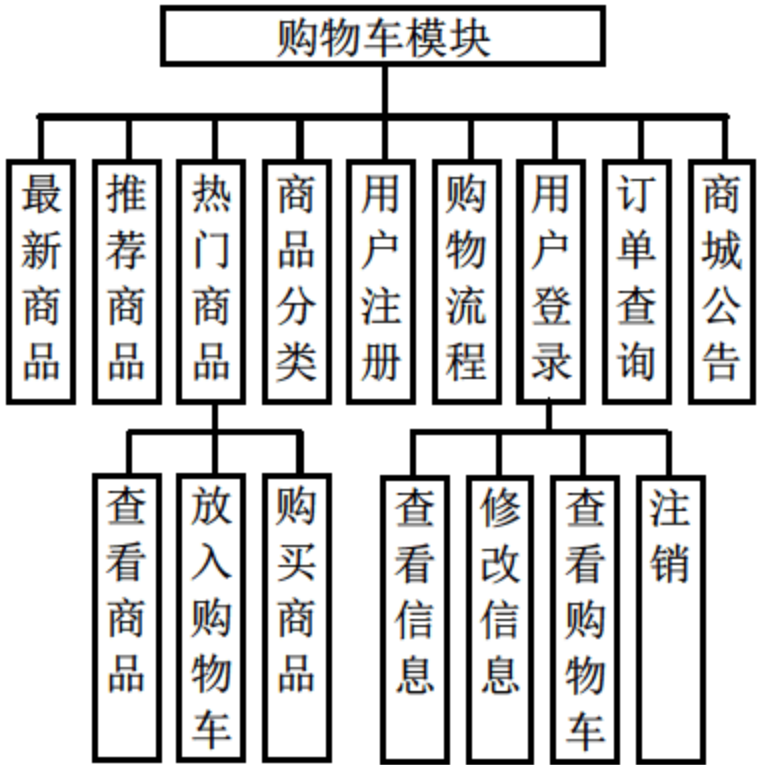 购物车模块
最新商品
推荐商品
热门商品
商品分类
用户注册
购物流程
用户登录
订单查询
商城公告
查看商品
放入购物车
购买商品
查看信息
修改信息
查看购物车
注销